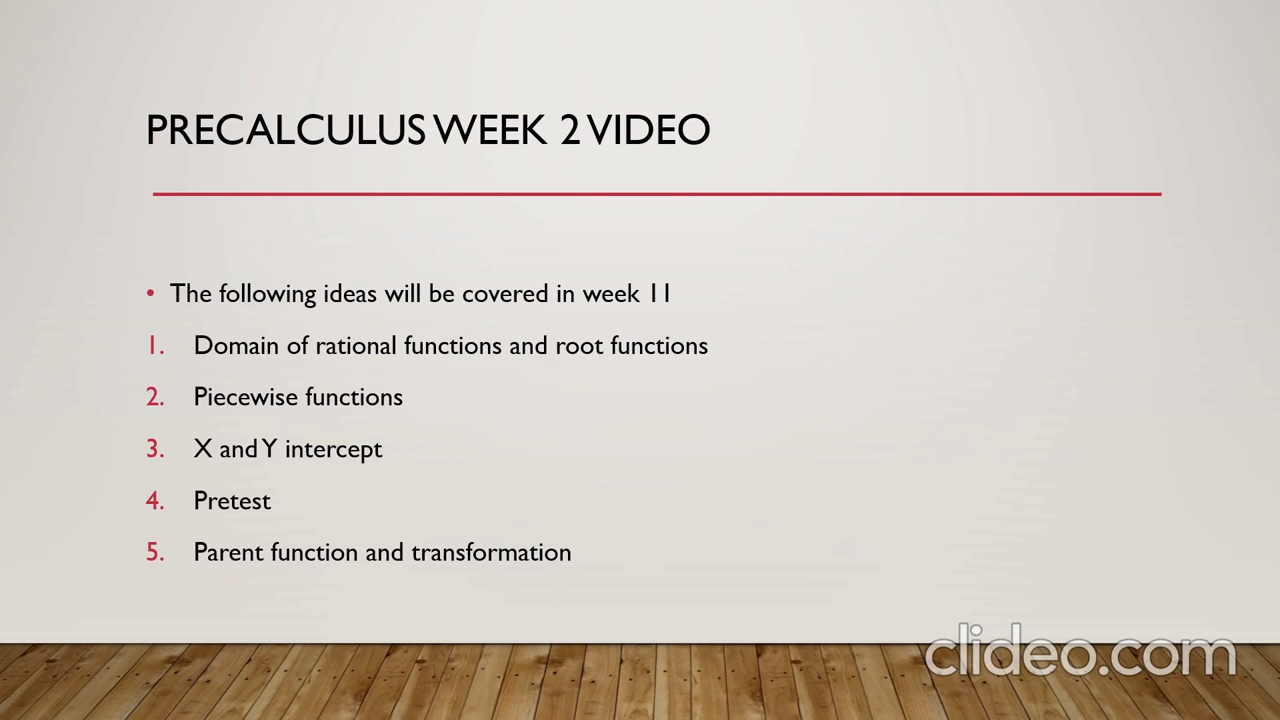 PRECALCULUS WEEK 2 VIDEO
• The following ideas will be covered in week 11
1. Domain of rational functions and root functions
2. Piecewise functions
3. X and Y intercept
4. Pretest
5. Parent function and transformation
clideo.com